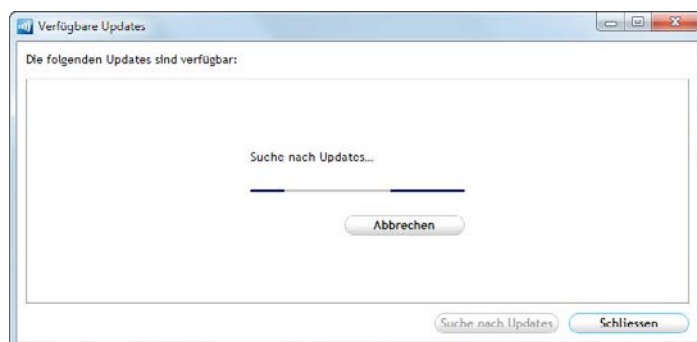 Verfügbare Updates
Die folgenden Updates sind verfügbar:
Suche nach Updates...
Abbrechen
Suche nach Updates Schliessen